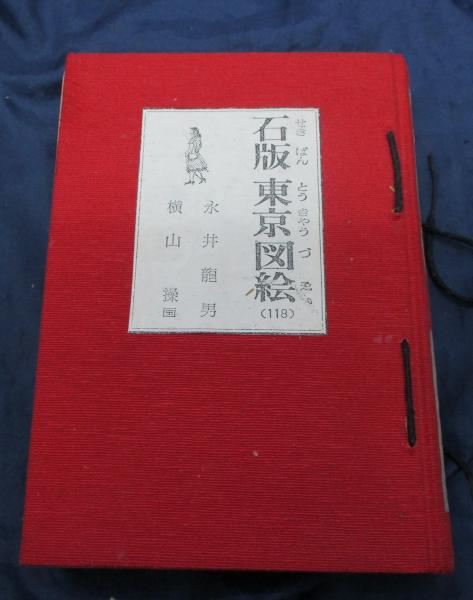 石版東京図絵
せきばんとうきやうづゑ
(118)
永井龍男
横山操画